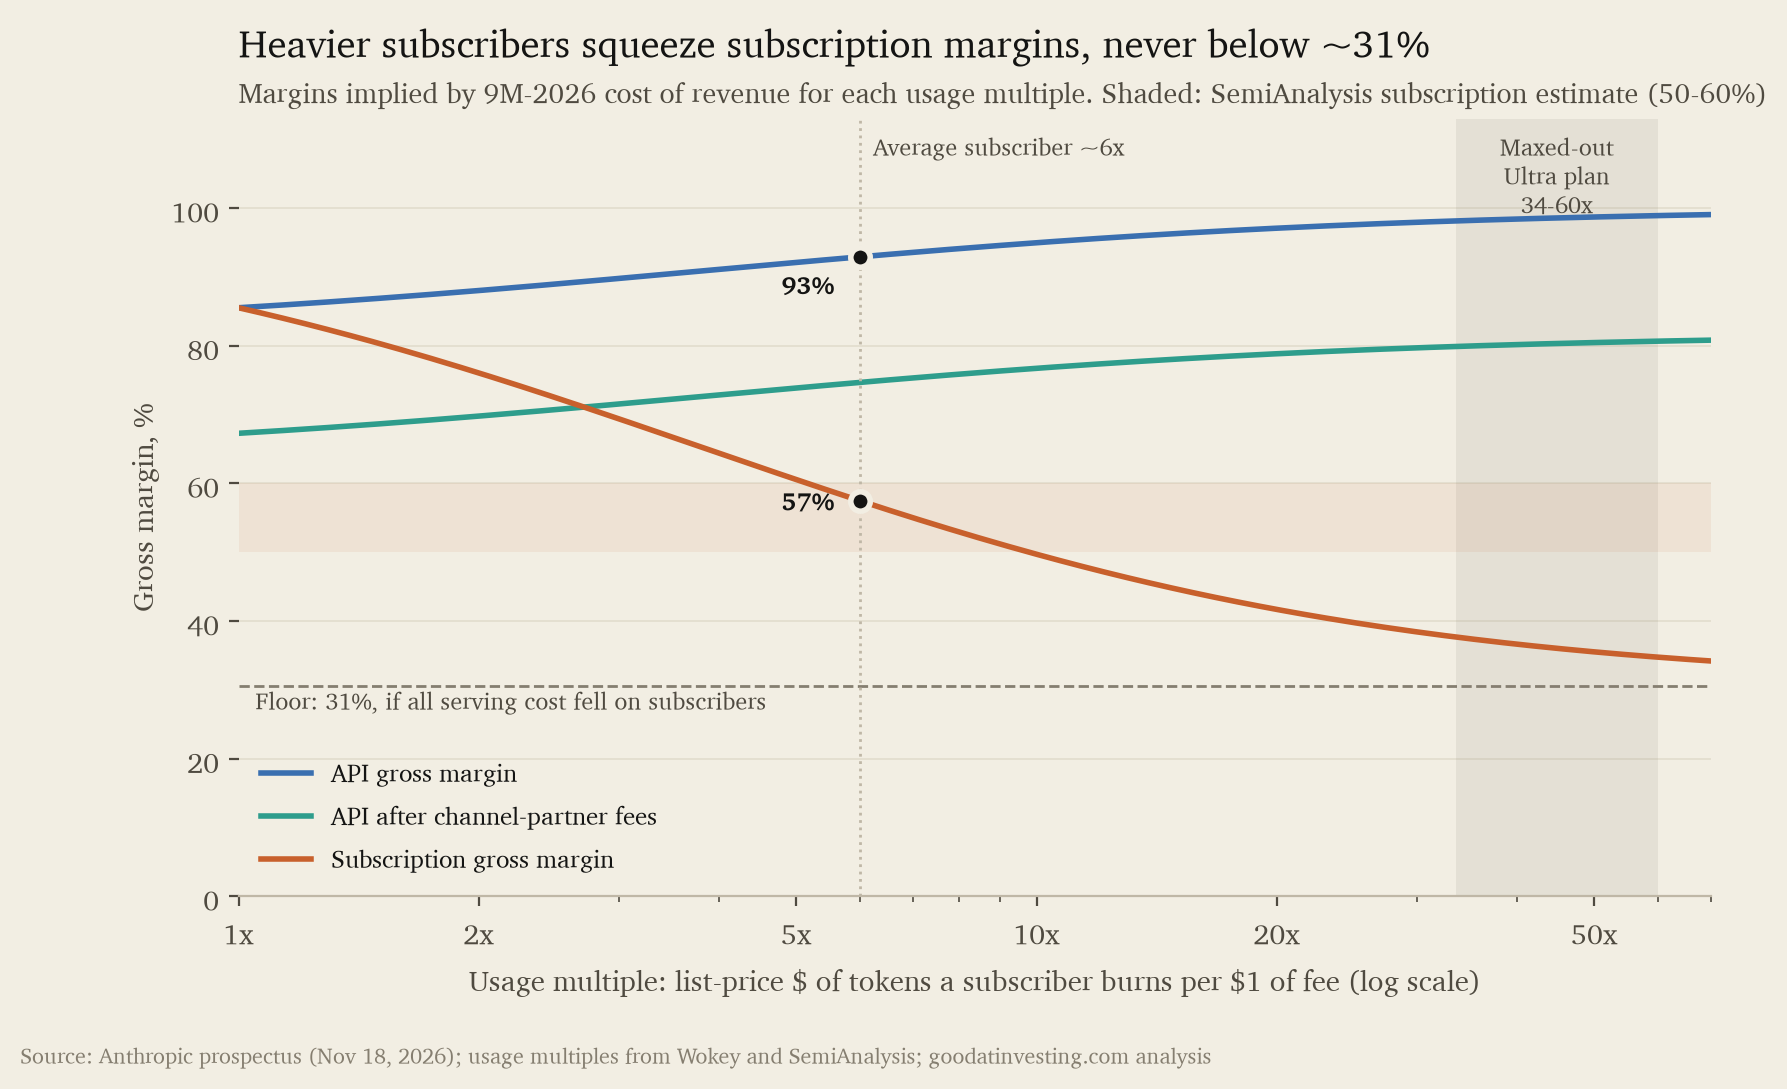 Heavier subscribers squeeze subscription margins, never below ~31%
Margins implied by 9M-2026 cost of revenue for each usage multiple. Shaded: SemiAnalysis subscription estimate (50-60%)
Average subscriber ~6x
Maxed-out
Ultra plan
34-60x
100
80
60
40
20
0
Gross margin, %
93%
57%
Floor: 31%, if all serving cost fell on subscribers
API gross margin
API after channel-partner fees
Subscription gross margin
1x
2x
5x
10x
20x
50x
Usage multiple: list-price $ of tokens a subscriber burns per $1 of fee (log scale)
Source: Anthropic prospectus (Nov 18, 2026); usage multiples from Wokey and SemiAnalysis; goodatinvesting.com analysis